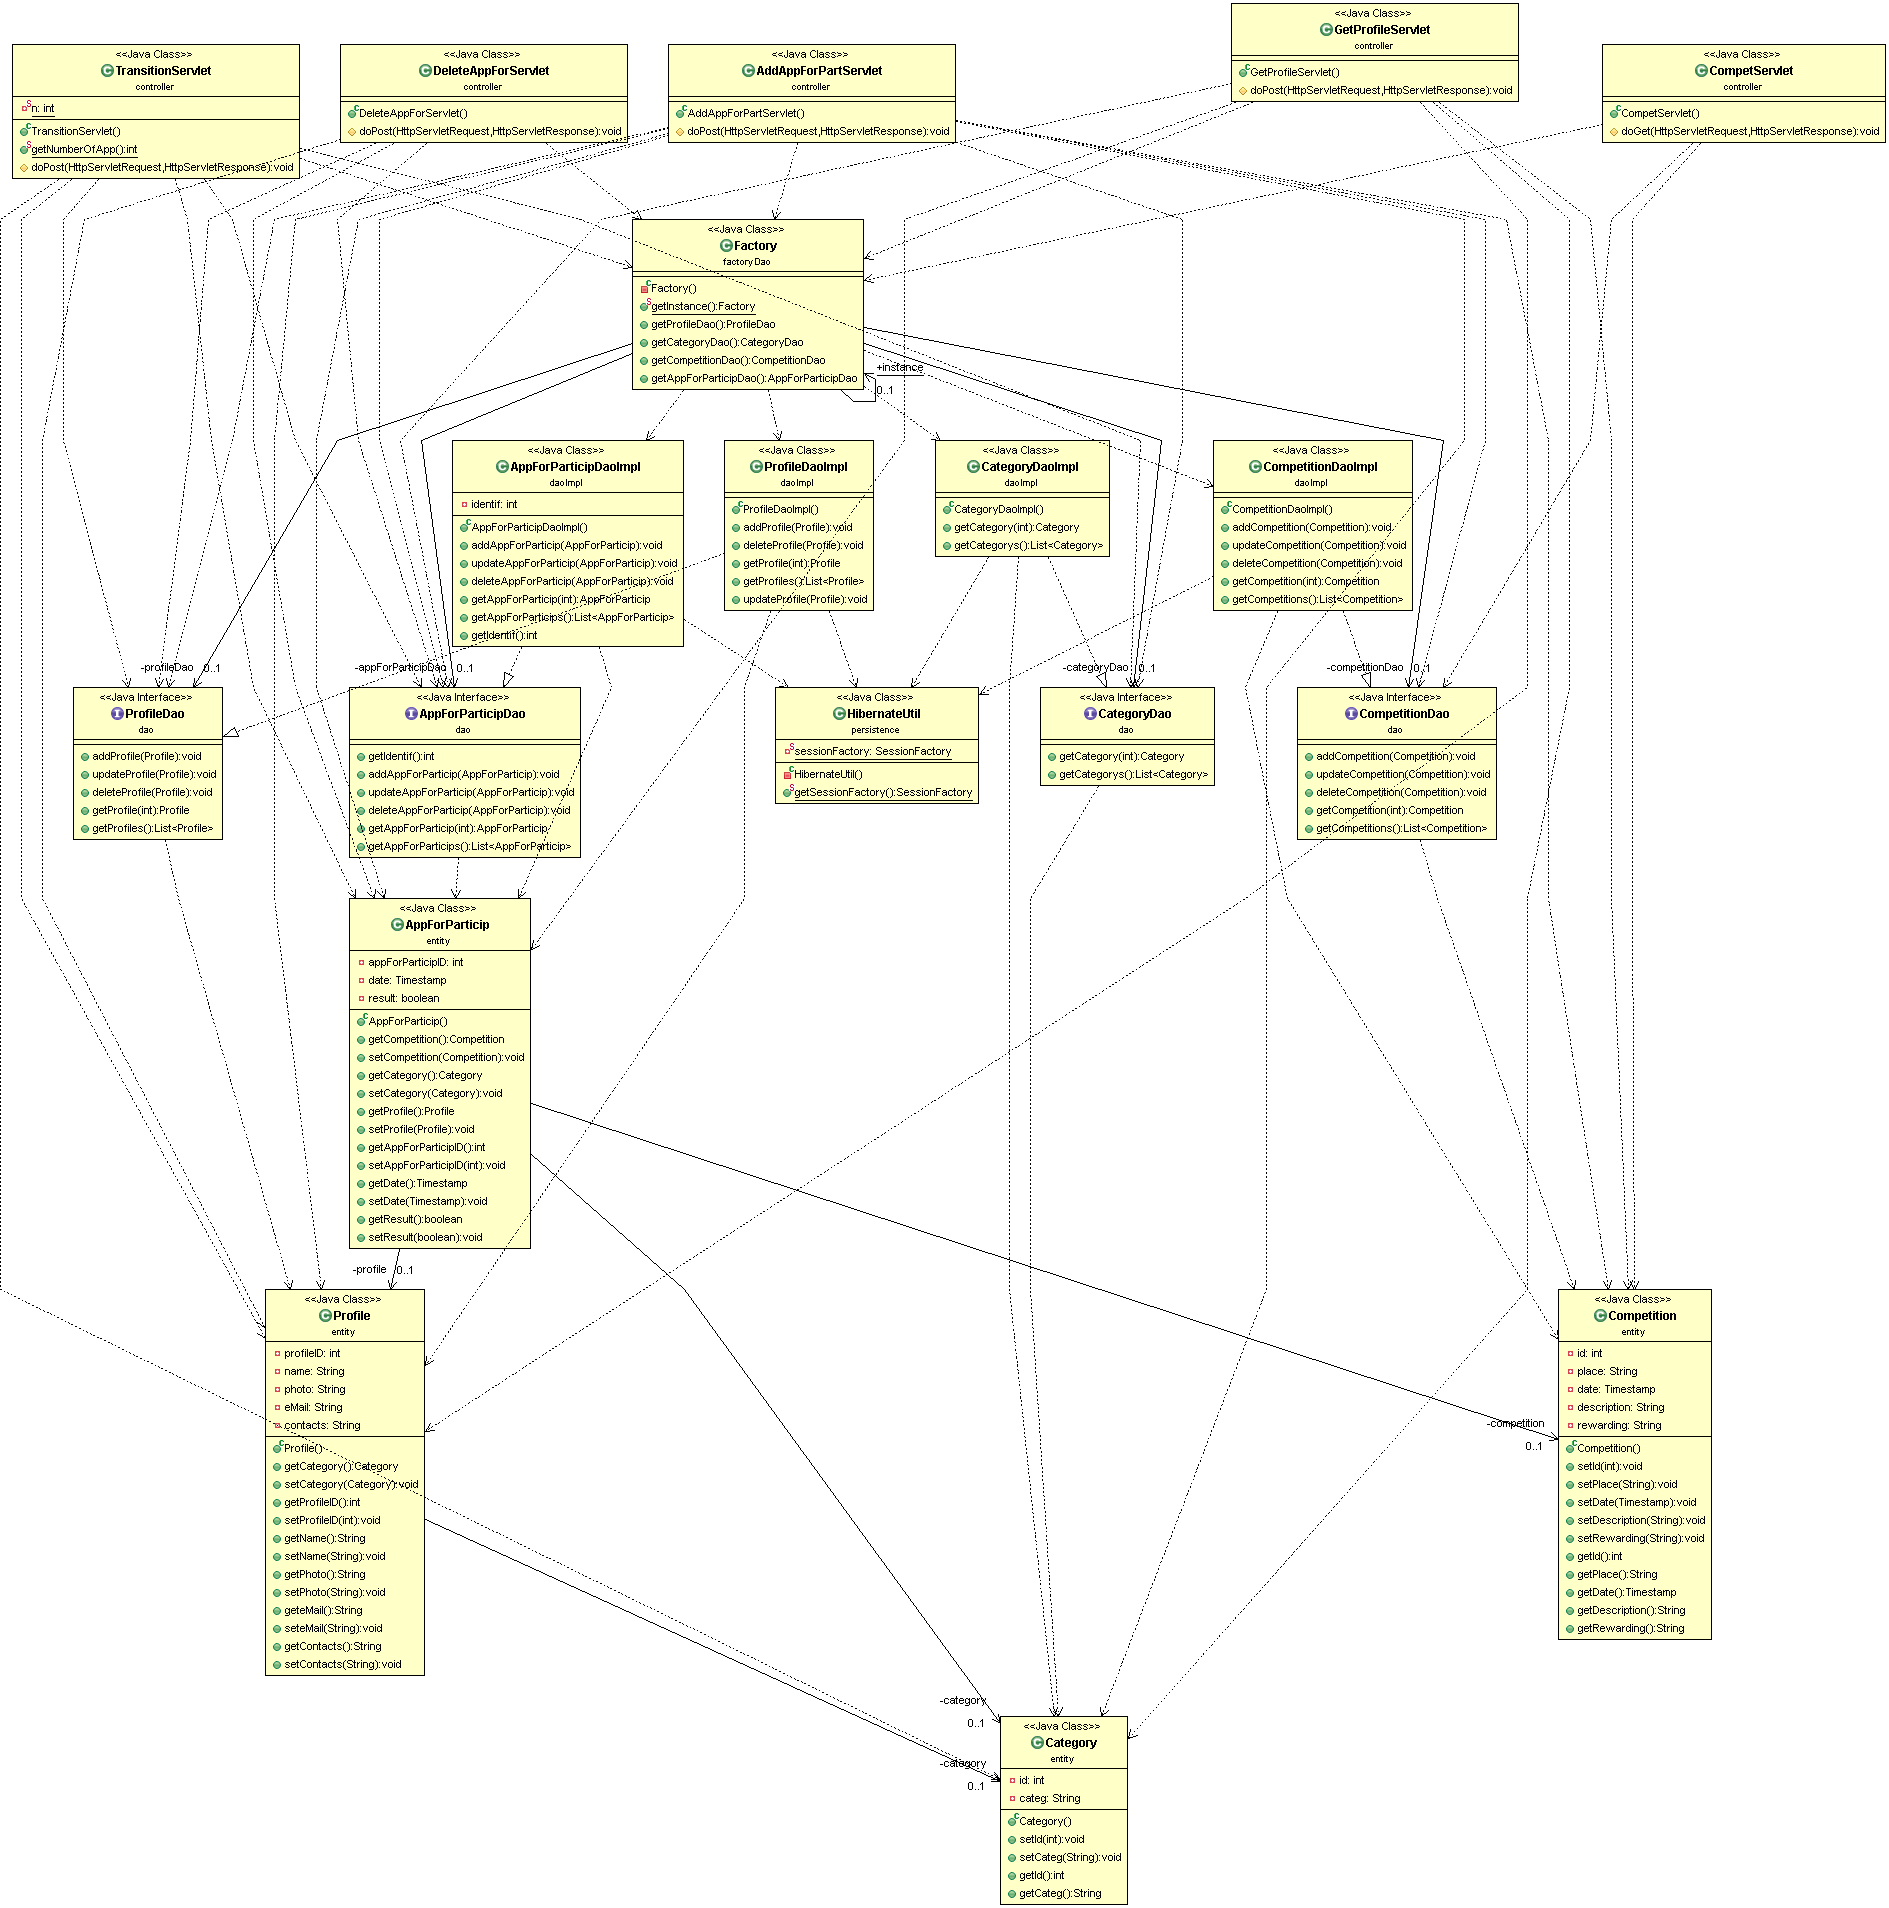 <<Java Class>>
GetProfileServlet
controller
GetProfileServlet()
doPost(HttpServletRequest,HttpServletResponse):void
<<Java Class>>
TransitionServlet
controller
n: int
TransitionServlet()
getNumberOfApp():int
doPost(HttpServletRequest,HttpServletResponse):void
<<Java Class>>
DeleteAppForServlet
controller
DeleteAppForServlet()
doPost(HttpServletRequest,HttpServletResponse):void
<<Java Class>>
AddAppForPartServlet
controller
AddAppForPartServlet()
doPost(HttpServletRequest,HttpServletResponse):void
<<Java Class>>
CompetServlet
controller
CompetServlet()
doGet(HttpServletRequest,HttpServletResponse):void
<<Java Class>>
Factory
factoryDao
Factory()
getInstance():Factory
getProfileDao():ProfileDao
getCategoryDao():CategoryDao
getCompetitionDao():CompetitionDao
getAppForParticipDao():AppForParticipDao
+instance
0..1
<<Java Class>>
AppForParticipDaoImpl
daoImpl
identif: int
AppForParticipDaoImpl()
addAppForParticip(AppForParticip):void
updateAppForParticip(AppForParticip):void
deleteAppForParticip(AppForParticip):void
getAppForParticip(int):AppForParticip
getAppForParticips():List<AppForParticip>
getIdentif():int
<<Java Class>>
ProfileDaoImpl
daoImpl
ProfileDaoImpl()
addProfile(Profile):void
deleteProfile(Profile):void
getProfile(int):Profile
getProfiles():List<Profile>
updateProfile(Profile):void
<<Java Class>>
CategoryDaoImpl
daoImpl
CategoryDaoImpl()
getCategory(int):Category
getCategorys():List<Category>
<<Java Class>>
CompetitionDaoImpl
daoImpl
CompetitionDaoImpl()
addCompetition(Competition):void
updateCompetition(Competition):void
deleteCompetition(Competition):void
getCompetition(int):Competition
getCompetitions():List<Competition>
-profileDao
0..1
-appForParticipDao
0..1
-categoryDao
0..1
-competitionDao
0..1
<<Java Interface>>
ProfileDao
dao
addProfile(Profile):void
updateProfile(Profile):void
deleteProfile(Profile):void
getProfile(int):Profile
getProfiles():List<Profile>
<<Java Interface>>
AppForParticipDao
dao
getIdentif():int
addAppForParticip(AppForParticip):void
updateAppForParticip(AppForParticip):void
deleteAppForParticip(AppForParticip):void
getAppForParticip(int):AppForParticip
getAppForParticips():List<AppForParticip>
<<Java Class>>
HibernateUtil
persistence
sessionFactory: SessionFactory
HibernateUtil()
getSessionFactory():SessionFactory
<<Java Interface>>
CategoryDao
dao
getCategory(int):Category
getCategorys():List<Category>
<<Java Interface>>
CompetitionDao
dao
addCompetition(Competition):void
updateCompetition(Competition):void
deleteCompetition(Competition):void
getCompetition(int):Competition
getCompetitions():List<Competition>
<<Java Class>>
AppForParticip
entity
appForParticipID: int
date: Timestamp
result: boolean
AppForParticip()
getCompetition():Competition
setCompetition(Competition):void
getCategory():Category
setCategory(Category):void
getProfile():Profile
setProfile(Profile):void
getAppForParticipID():int
setAppForParticipID(int):void
getDate():Timestamp
setDate(Timestamp):void
getResult():boolean
setResult(boolean):void
-profile
0..1
<<Java Class>>
Profile
entity
profileID: int
name: String
photo: String
eMail: String
contacts: String
Profile()
getCategory():Category
setCategory(Category):void
getProfileID():int
setProfileID(int):void
getName():String
setName(String):void
getPhoto():String
setPhoto(String):void
geteMail():String
seteMail(String):void
getContacts():String
setContacts(String):void
-competition
0..1
<<Java Class>>
Competition
entity
id: int
place: String
date: Timestamp
description: String
rewarding: String
Competition()
setId(int):void
setPlace(String):void
setDate(Timestamp):void
setDescription(String):void
setRewarding(String):void
getId():int
getPlace():String
getDate():Timestamp
getDescription():String
getRewarding():String
-category
0..1
-category
0..1
<<Java Class>>
Category
entity
id: int
categ: String
Category()
setId(int):void
setCateg(String):void
getId():int
getCateg():String